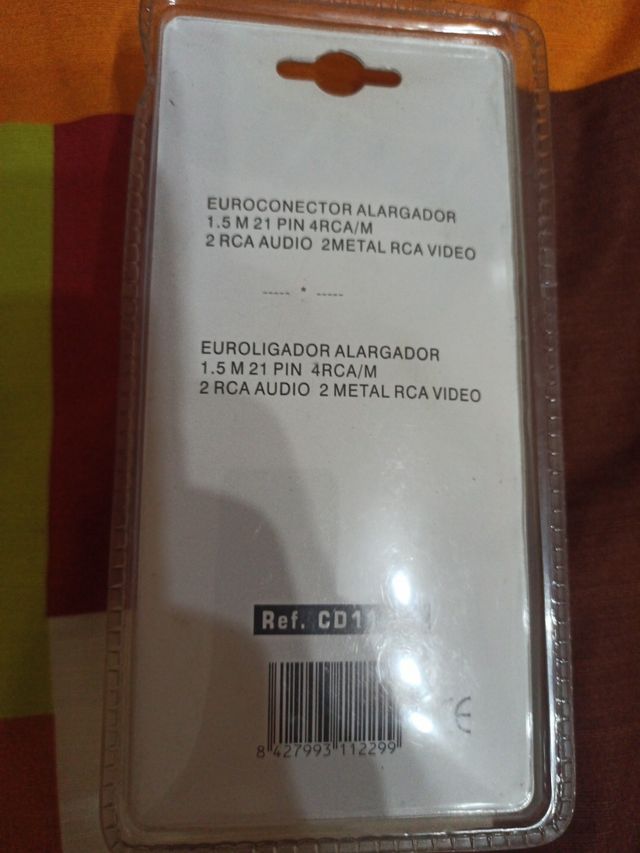 EUROCONECTOR ALARGADOR
1.5 M 21 PIN 4RCA/M
2 RCA AUDIO 2METAL RCA VIDEO
----- * -----
EUROLIGADOR ALARGADOR
1.5 M 21 PIN 4RCA/M
2 RCA AUDIO 2 METAL RCA VIDEO
Ref.
CE
8 427993 112299